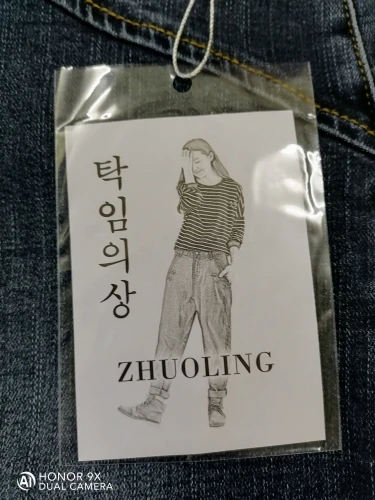 탁임의상
ZHUOLING
HONOR 9X
DUAL CAMERA